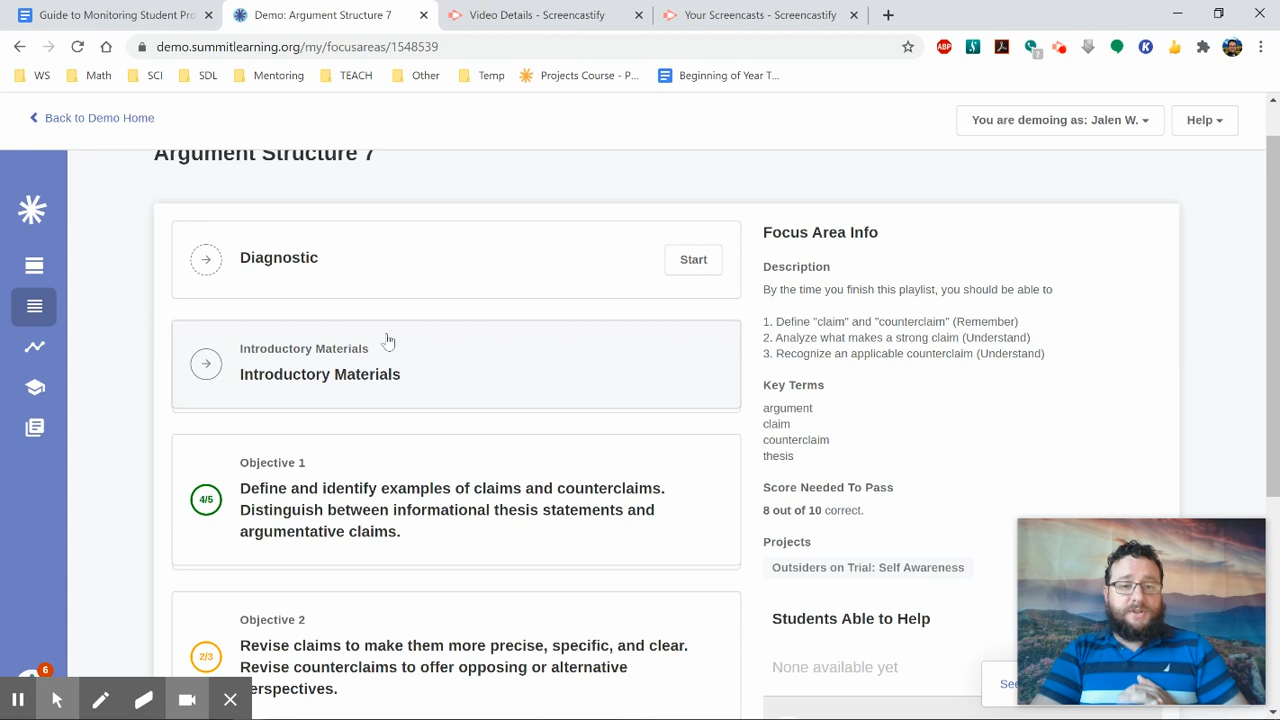 Guide to Monitoring Student Pro
Demo: Argument Structure 7
Video Details - Screencastify
Your Screencasts - Screencastify
demo.summitlearning.org/my/focusareas/1548539
ABP
S
K
?
WS
Math
SCI
SDL
Mentoring
TEACH
Other
Temp
Projects Course - P...
Beginning of Year T...
Back to Demo Home
You are demoing as: Jalen W.
Help
Argument Structure 7
Diagnostic
Start
Introductory Materials
Introductory Materials
Objective 1
4/5
Define and identify examples of claims and counterclaims.
Distinguish between informational thesis statements and
argumentative claims.
Objective 2
2/3
Revise claims to make them more precise, specific, and clear.
Revise counterclaims to offer opposing or alternative
perspectives.
Focus Area Info
Description
By the time you finish this playlist, you should be able to
1. Define "claim" and "counterclaim" (Remember)
2. Analyze what makes a strong claim (Understand)
3. Recognize an applicable counterclaim (Understand)
Key Terms
argument
claim
counterclaim
thesis
Score Needed To Pass
8 out of 10 correct.
Projects
Outsiders on Trial: Self Awareness
Students Able to Help
None available yet
See
6